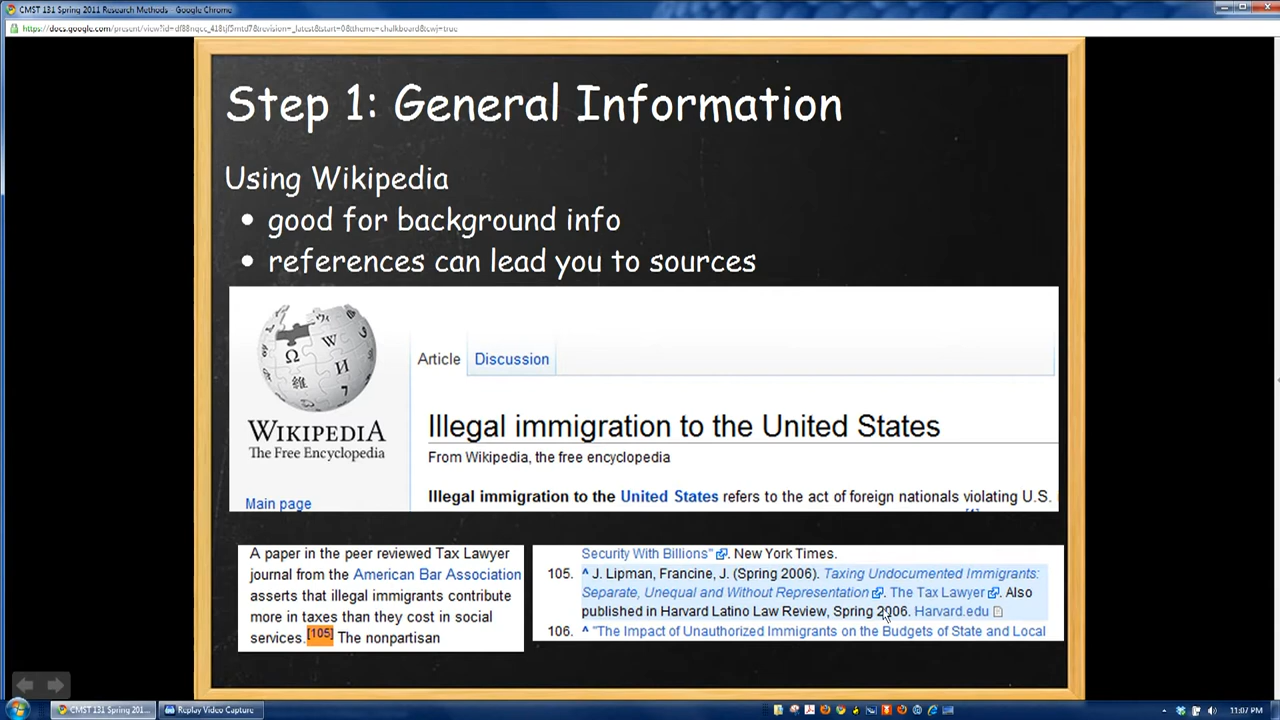 CMST 131 Spring 2011 Research Methods - Google Chrome
Step 1: General Information
Using Wikipedia
• good for background info
• references can lead you to sources
WIKIPEDIA
The Free Encyclopedia
Main page
Article Discussion
Illegal immigration to the United States
From Wikipedia, the free encyclopedia
Illegal immigration to the United States refers to the act of foreign nationals violating U.S.
A paper in the peer reviewed Tax Lawyer
journal from the American Bar Association
asserts that illegal immigrants contribute
more in taxes than they cost in social
services.[105] The nonpartisan
Security With Billions". New York Times.
105. ^ J. Lipman, Francine, J. (Spring 2006). Taxing Undocumented Immigrants:
Separate, Unequal and Without Representation The Tax Lawyer. Also
published in Harvard Latino Law Review, Spring 2006. Harvard.edu
106. ^ "The Impact of Unauthorized Immigrants on the Budgets of State and Local
CMST 131 Spring 201... Replay Video Capture 11:07 PM